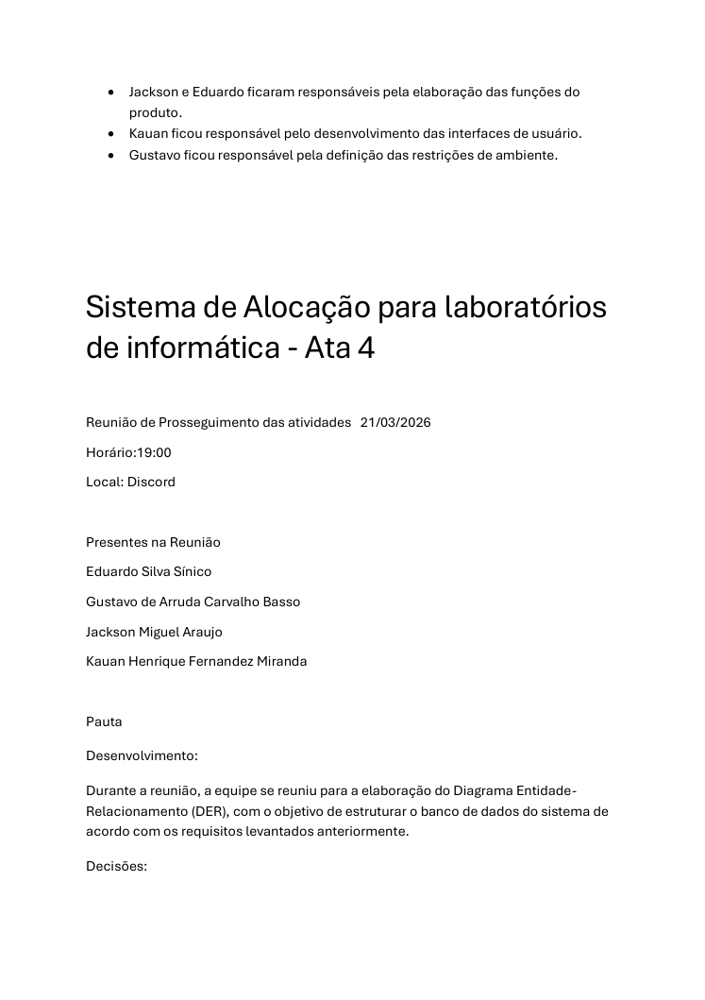 • Jackson e Eduardo ficaram responsáveis pela elaboração das funções do
produto.
• Kauan ficou responsável pelo desenvolvimento das interfaces de usuário.
• Gustavo ficou responsável pela definição das restrições de ambiente.
Sistema de Alocação para laboratórios
de informática - Ata 4
Reunião de Prosseguimento das atividades  21/03/2026
Horário:19:00
Local: Discord
Presentes na Reunião
Eduardo Silva Sínico
Gustavo de Arruda Carvalho Basso
Jackson Miguel Araujo
Kauan Henrique Fernandez Miranda
Pauta
Desenvolvimento:
Durante a reunião, a equipe se reuniu para a elaboração do Diagrama Entidade-
Relacionamento (DER), com o objetivo de estruturar o banco de dados do sistema de
acordo com os requisitos levantados anteriormente.
Decisões: